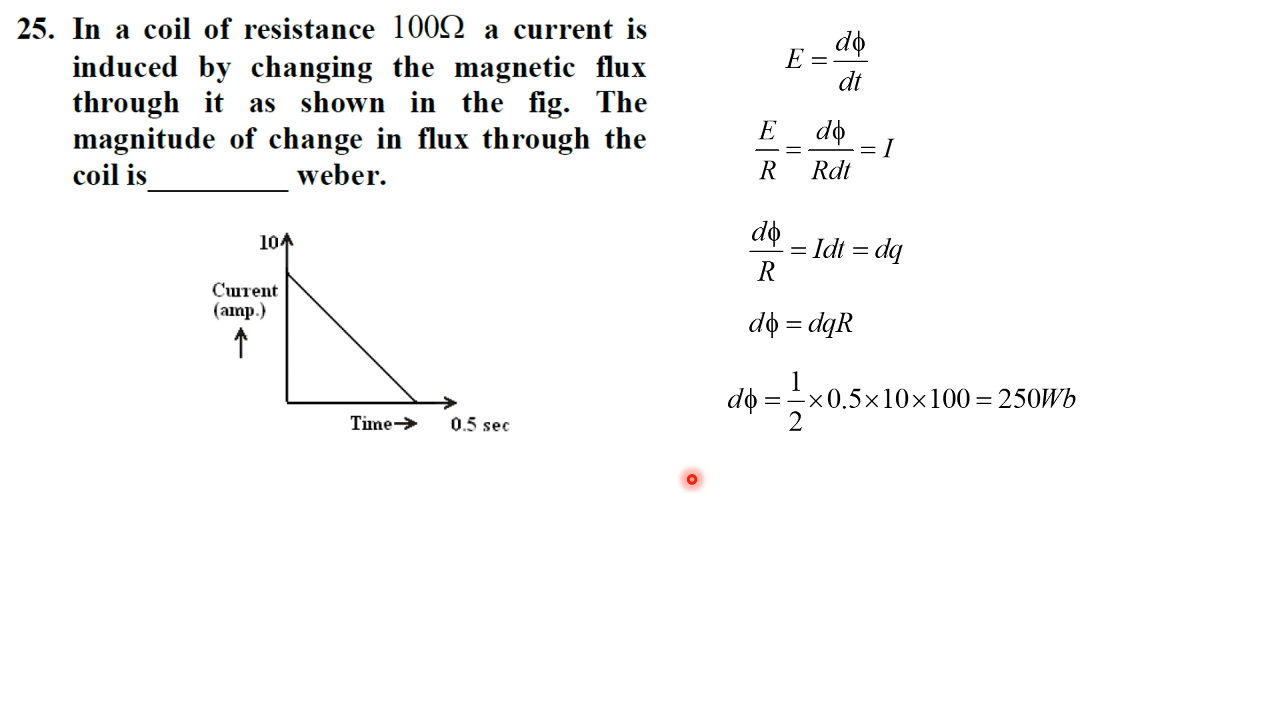 25. In a coil of resistance 100Ω a current is
induced by changing the magnetic flux
through it as shown in the fig. The
magnitude of change in flux through the
coil is__________ weber.
10
Current
(amp.)
Time→ 0.5 sec
E = dϕ/dt
E/R = dϕ/Rdt = I
dϕ/R = Idt = dq
dϕ = dqR
dϕ = 1/2 × 0.5 × 10 × 100 = 250Wb